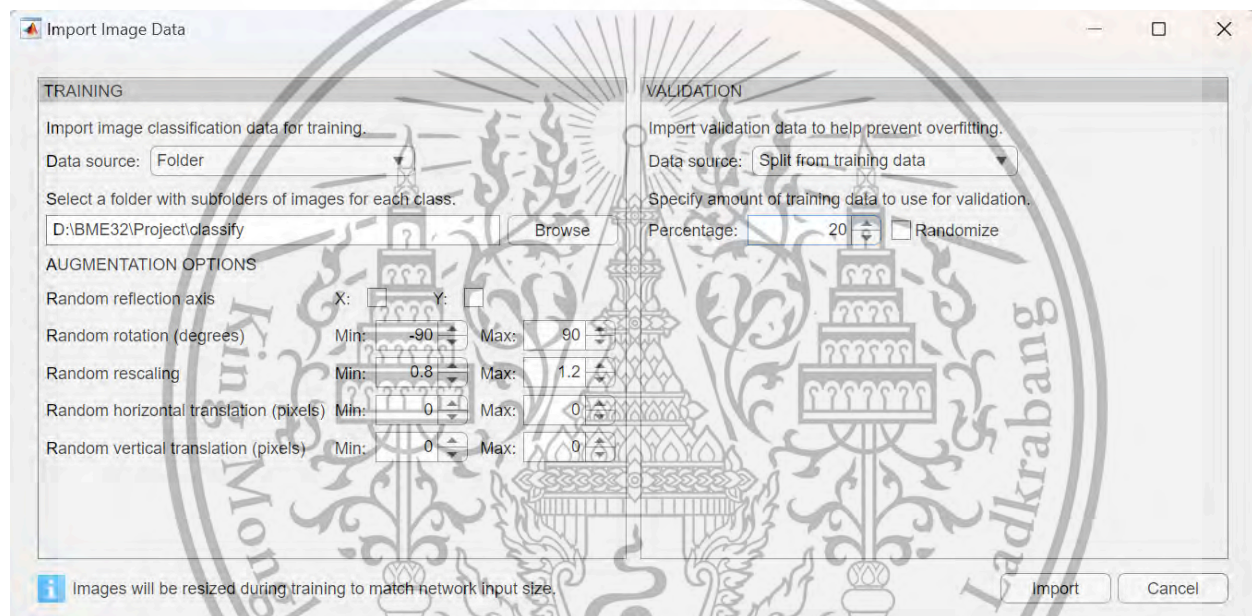 Import Image Data
TRAINING
Import image classification data for training.
Data source: Folder
Select a folder with subfolders of images for each class.
D:\BME32\Project\classify Browse
AUGMENTATION OPTIONS
Random reflection axis X: Y:
Random rotation (degrees) Min: -90 Max: 90
Random rescaling Min: 0.8 Max: 1.2
Random horizontal translation (pixels) Min: 0 Max: 0
Random vertical translation (pixels) Min: 0 Max: 0
VALIDATION
Import validation data to help prevent overfitting.
Data source: Split from training data
Specify amount of training data to use for validation.
Percentage: 20 Randomize
Images will be resized during training to match network input size.
Import Cancel
King Mong
Ladkrabang